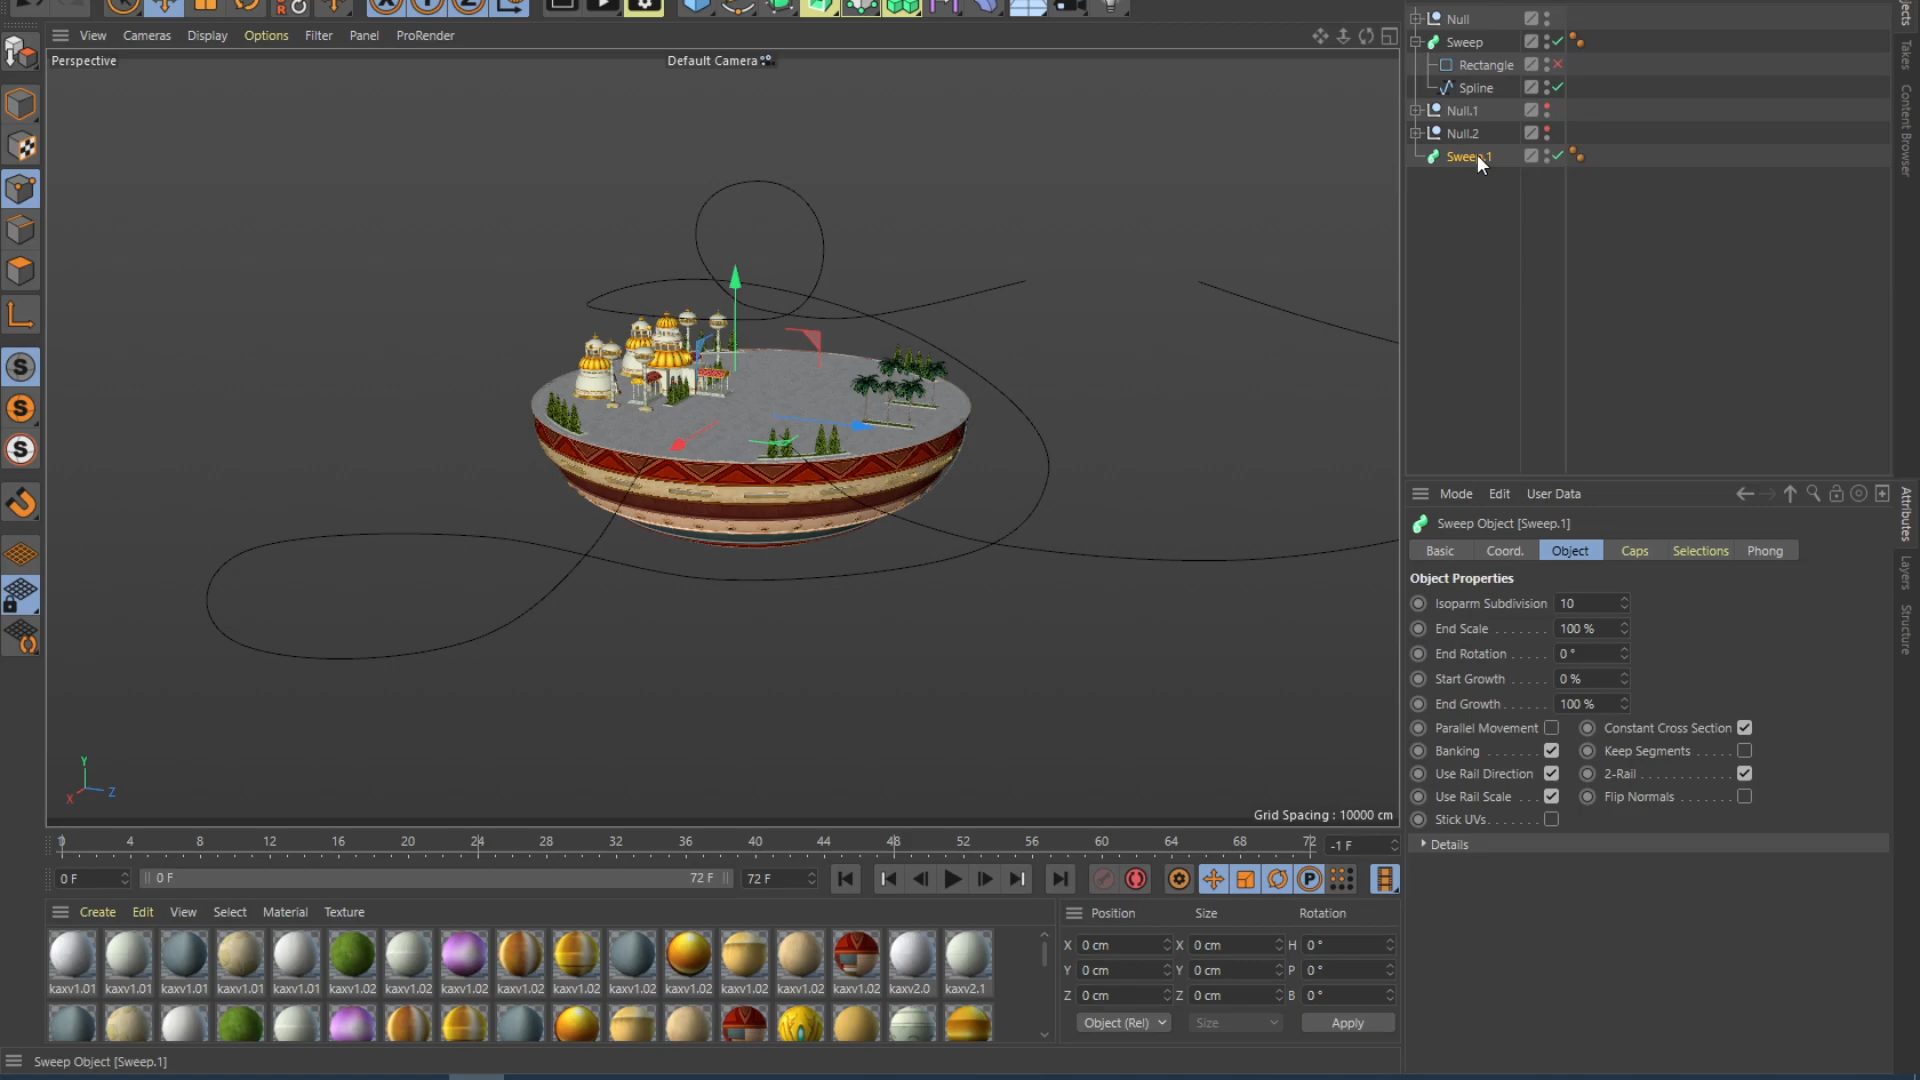 View Cameras Display Options Filter Panel ProRender
Perspective
Default Camera
Grid Spacing : 10000 cm
Y
X
Z
Null
Sweep
Rectangle
Spline
Null.1
Null.2
Sweep.1
Takes
Content Browser
Mode Edit User Data
Sweep Object [Sweep.1]
Basic Coord. Object Caps Selections Phong
Object Properties
Isoparm Subdivision 10
End Scale . . . . . . . 100 %
End Rotation . . . . . 0 °
Start Growth . . . . . 0 %
End Growth . . . . . . 100 %
Parallel Movement Constant Cross Section
Banking . . . . . . . . Keep Segments . . . . .
Use Rail Direction 2-Rail . . . . . . . . . . . .
Use Rail Scale . . . Flip Normals . . . . . . .
Stick UVs. . . . . . .
Details
Attributes
Layers
Structure
0 4 8 12 16 20 24 28 32 36 40 44 48 52 56 60 64 68 72 -1 F
0 F 0 F 72 F 72 F
Create Edit View Select Material Texture
kaxv1.01 kaxv1.01 kaxv1.01 kaxv1.01 kaxv1.01 kaxv1.02 kaxv1.02 kaxv1.02 kaxv1.02 kaxv1.02 kaxv1.02 kaxv1.02 kaxv1.02 kaxv1.02 kaxv1.02 kaxv2.0 kaxv2.1
Position Size Rotation
X 0 cm X 0 cm H 0 °
Y 0 cm Y 0 cm P 0 °
Z 0 cm Z 0 cm B 0 °
Object (Rel) Size Apply
Sweep Object [Sweep.1]